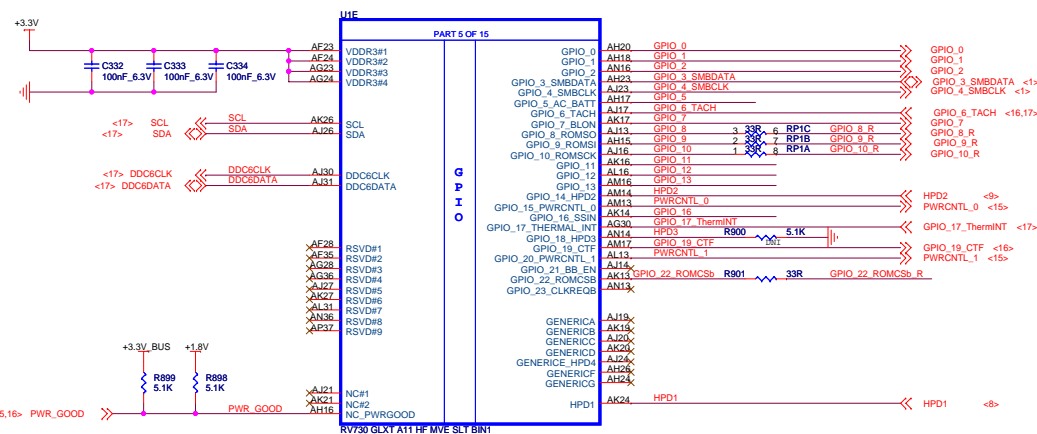 U1E
+3.3V
PART 5 OF 15
C332 100nF_6.3V
C333 100nF_6.3V
C334 100nF_6.3V
AF23 VDDR3#1
AF24 VDDR3#2
AG23 VDDR3#3
AG24 VDDR3#4
<17> SCL SCL AK26 SCL
<17> SDA SDA AJ26 SDA
<17> DDC6CLK DDC6CLK AJ30 DDC6CLK
<17> DDC6DATA DDC6DATA AJ31 DDC6DATA
AF28 RSVD#1
AF35 RSVD#2
AG28 RSVD#3
AG36 RSVD#4
AJ27 RSVD#5
AK27 RSVD#6
AL31 RSVD#7
AN36 RSVD#8
AP37 RSVD#9
+3.3V_BUS
+1.8V
R899 5.1K
R898 5.1K
AJ21 NC#1
AK21 NC#2
5,16> PWR_GOOD PWR_GOOD AH16 NC_PWRGOOD
GPIO
GPIO_0 AH20 GPIO_0 GPIO_0
GPIO_1 AH18 GPIO_1 GPIO_1
GPIO_2 AN16 GPIO_2 GPIO_2
GPIO_3_SMBDATA AH23 GPIO_3_SMBDATA GPIO_3_SMBDATA <1
GPIO_4_SMBCLK AJ23 GPIO_4_SMBCLK GPIO_4_SMBCLK <1>
GPIO_5_AC_BATT AH17 GPIO_5
GPIO_6_TACH AJ17 GPIO_6_TACH GPIO_6_TACH <16,17>
GPIO_7_BLON AK17 GPIO_7 GPIO_7
GPIO_8_ROMSO AJ13 GPIO_8 3 33R 6 RP1C GPIO_8_R GPIO_8_R
GPIO_9_ROMSI AH15 GPIO_9 2 33R 7 RP1B GPIO_9_R GPIO_9_R
GPIO_10_ROMSCK AJ16 GPIO_10 1 33R 8 RP1A GPIO_10_R GPIO_10_R
GPIO_11 AK16 GPIO_11
GPIO_12 AL16 GPIO_12
GPIO_13 AM16 GPIO_13
GPIO_14_HPD2 AM14 HPD2 HPD2 <9>
GPIO_15_PWRCNTL_0 AM13 PWRCNTL_0 PWRCNTL_0 <15>
GPIO_16_SSIN AK14 GPIO_16
GPIO_17_THERMAL_INT AG30 GPIO_17_ThermINT GPIO_17_ThermINT <17>
GPIO_18_HPD3 AN14 HPD3 R900 5.1K DNI
GPIO_19_CTF AM17 GPIO_19_CTF GPIO_19_CTF <16>
GPIO_20_PWRCNTL_1 AL13 PWRCNTL_1 PWRCNTL_1 <15>
GPIO_21_BB_EN AJ14
GPIO_22_ROMCSB AK13 GPIO_22_ROMCSb R901 33R GPIO_22_ROMCSb_R
GPIO_23_CLKREQB AN13
GENERICA AJ19
GENERICB AK19
GENERICC AJ20
GENERICD AK20
GENERICE_HPD4 AJ24
GENERICF AH26
GENERICG AH24
HPD1 AK24 HPD1 HPD1 <8>
RV730 GLXT A11 HF MVE SLT BIN1